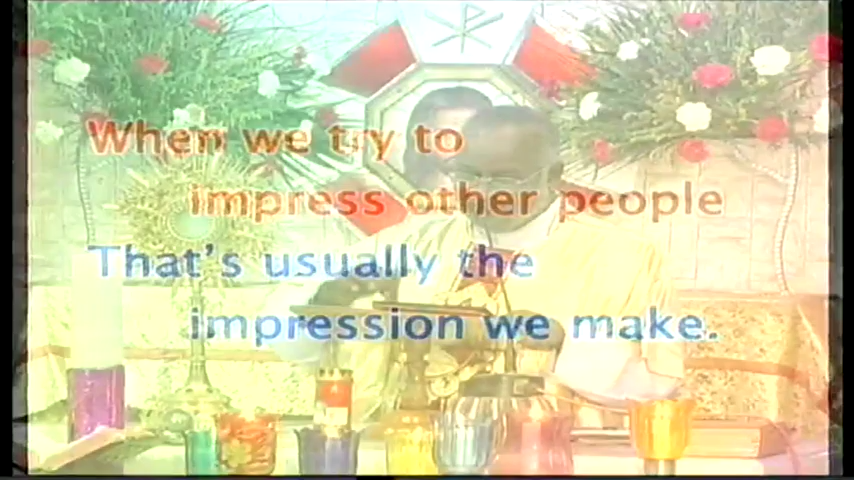 When we try to
impress other people
That's usually the
impression we make.